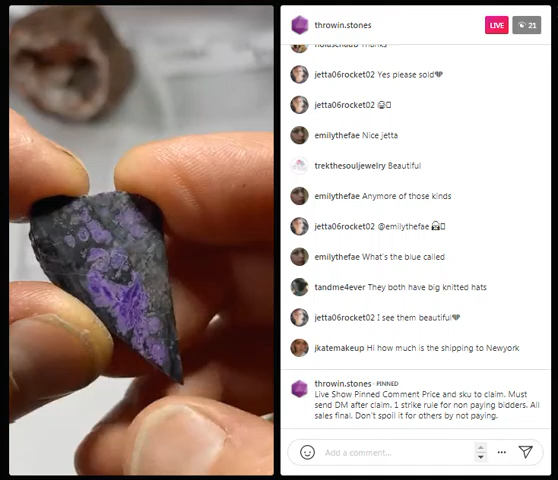 throwin.stones
LIVE
21
jetta06rocket02 Yes please sold
jetta06rocket02
emilythefae Nice jetta
trekthesouljewelry Beautiful
emilythefae Anymore of those kinds
jetta06rocket02 @emilythefae
emilythefae What's the blue called
tandme4ever They both have big knitted hats
jetta06rocket02 I see them beautiful
jkatemakeup Hi how much is the shipping to Newyork
throwin.stones · PINNED
Live Show Pinned Comment Price and sku to claim. Must
send DM after claim. 1 strike rule for non paying bidders. All
sales final. Don't spoil it for others by not paying.
Add a comment...